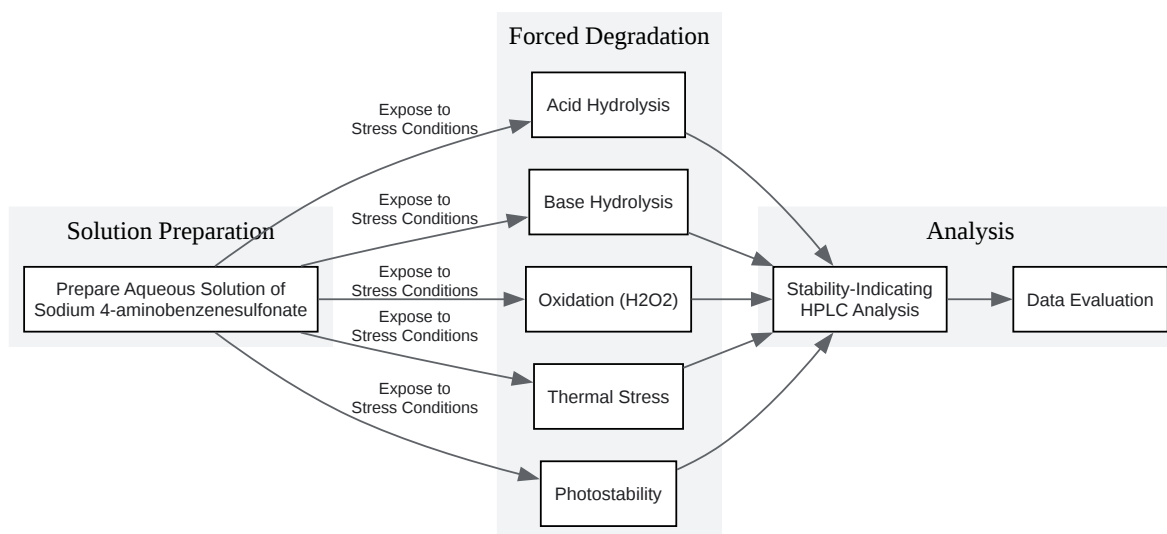 Forced Degradation
Acid Hydrolysis
Expose to
Stress Conditions
Base Hydrolysis
Expose to
Stress Conditions
Solution Preparation
Analysis
Prepare Aqueous Solution of
Sodium 4-aminobenzenesulfonate
Expose to
Stress Conditions
Oxidation (H2O2)
Stability-Indicating
HPLC Analysis
Data Evaluation
Expose to
Stress Conditions
Thermal Stress
Expose to
Stress Conditions
Photostability